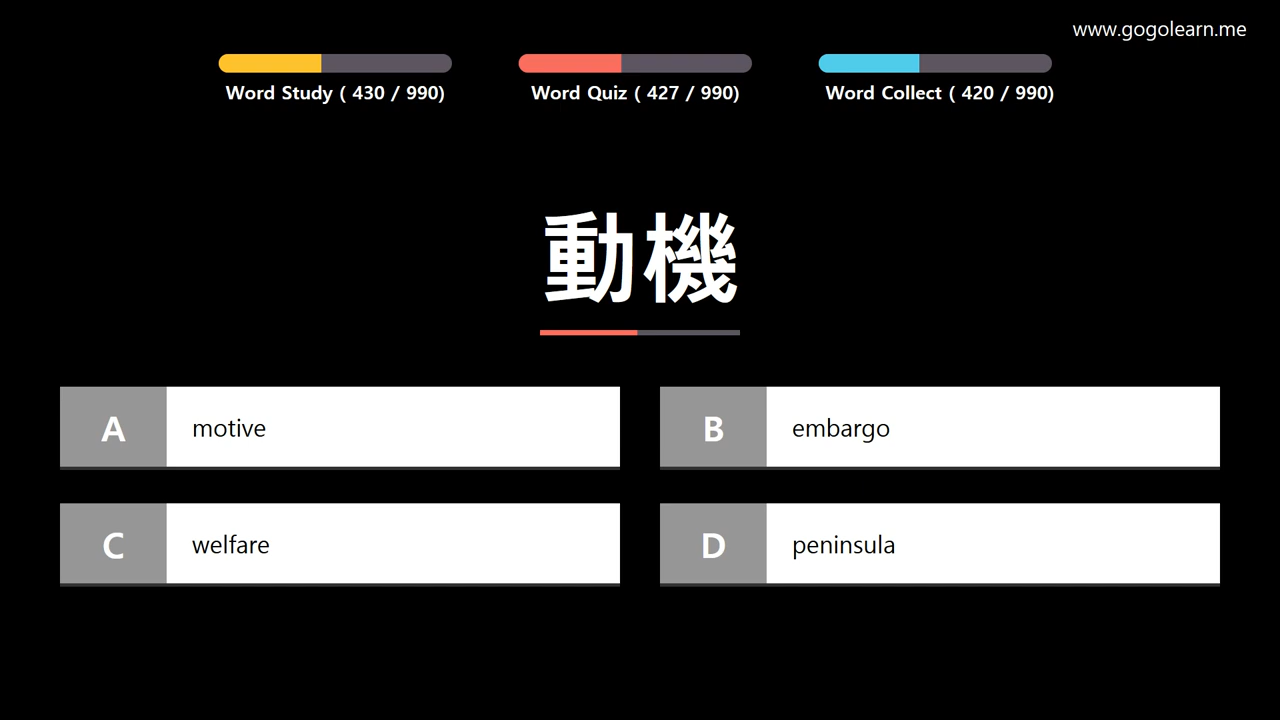 www.gogolearn.me
Word Study ( 430 / 990)
Word Quiz ( 427 / 990)
Word Collect ( 420 / 990)
動機
A motive
B embargo
C welfare
D peninsula